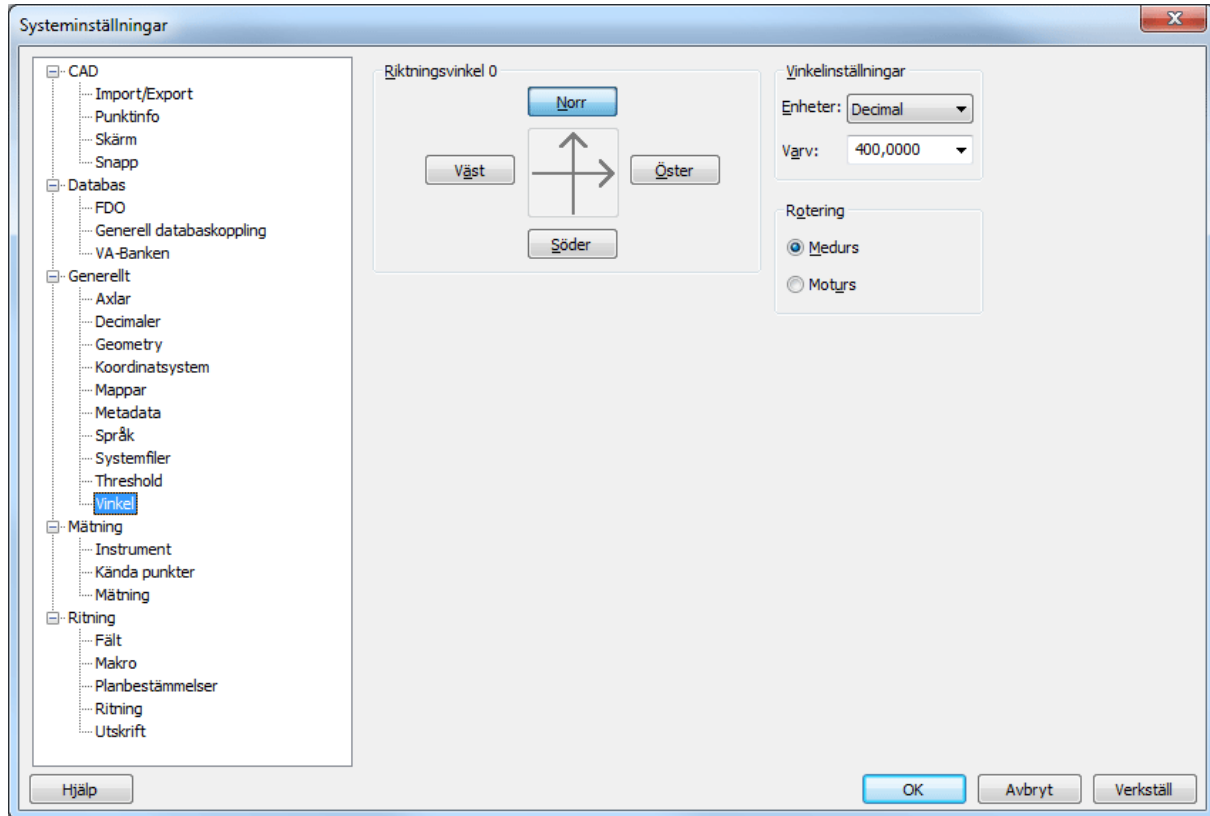 Systeminställningar
CAD
Import/Export
Punktinfo
Skärm
Snapp
Databas
FDO
Generell databaskoppling
VA-Banken
Generellt
Axlar
Decimaler
Geometry
Koordinatsystem
Mappar
Metadata
Språk
Systemfiler
Threshold
Vinkel
Mätning
Instrument
Kända punkter
Mätning
Ritning
Fält
Makro
Planbestämmelser
Ritning
Utskrift
Riktningsvinkel 0
Norr
Väst
Öster
Söder
Vinkelinställningar
Enheter: Decimal
Varv: 400,0000
Rotering
Medurs
Moturs
Hjälp
OK
Avbryt
Verkställ